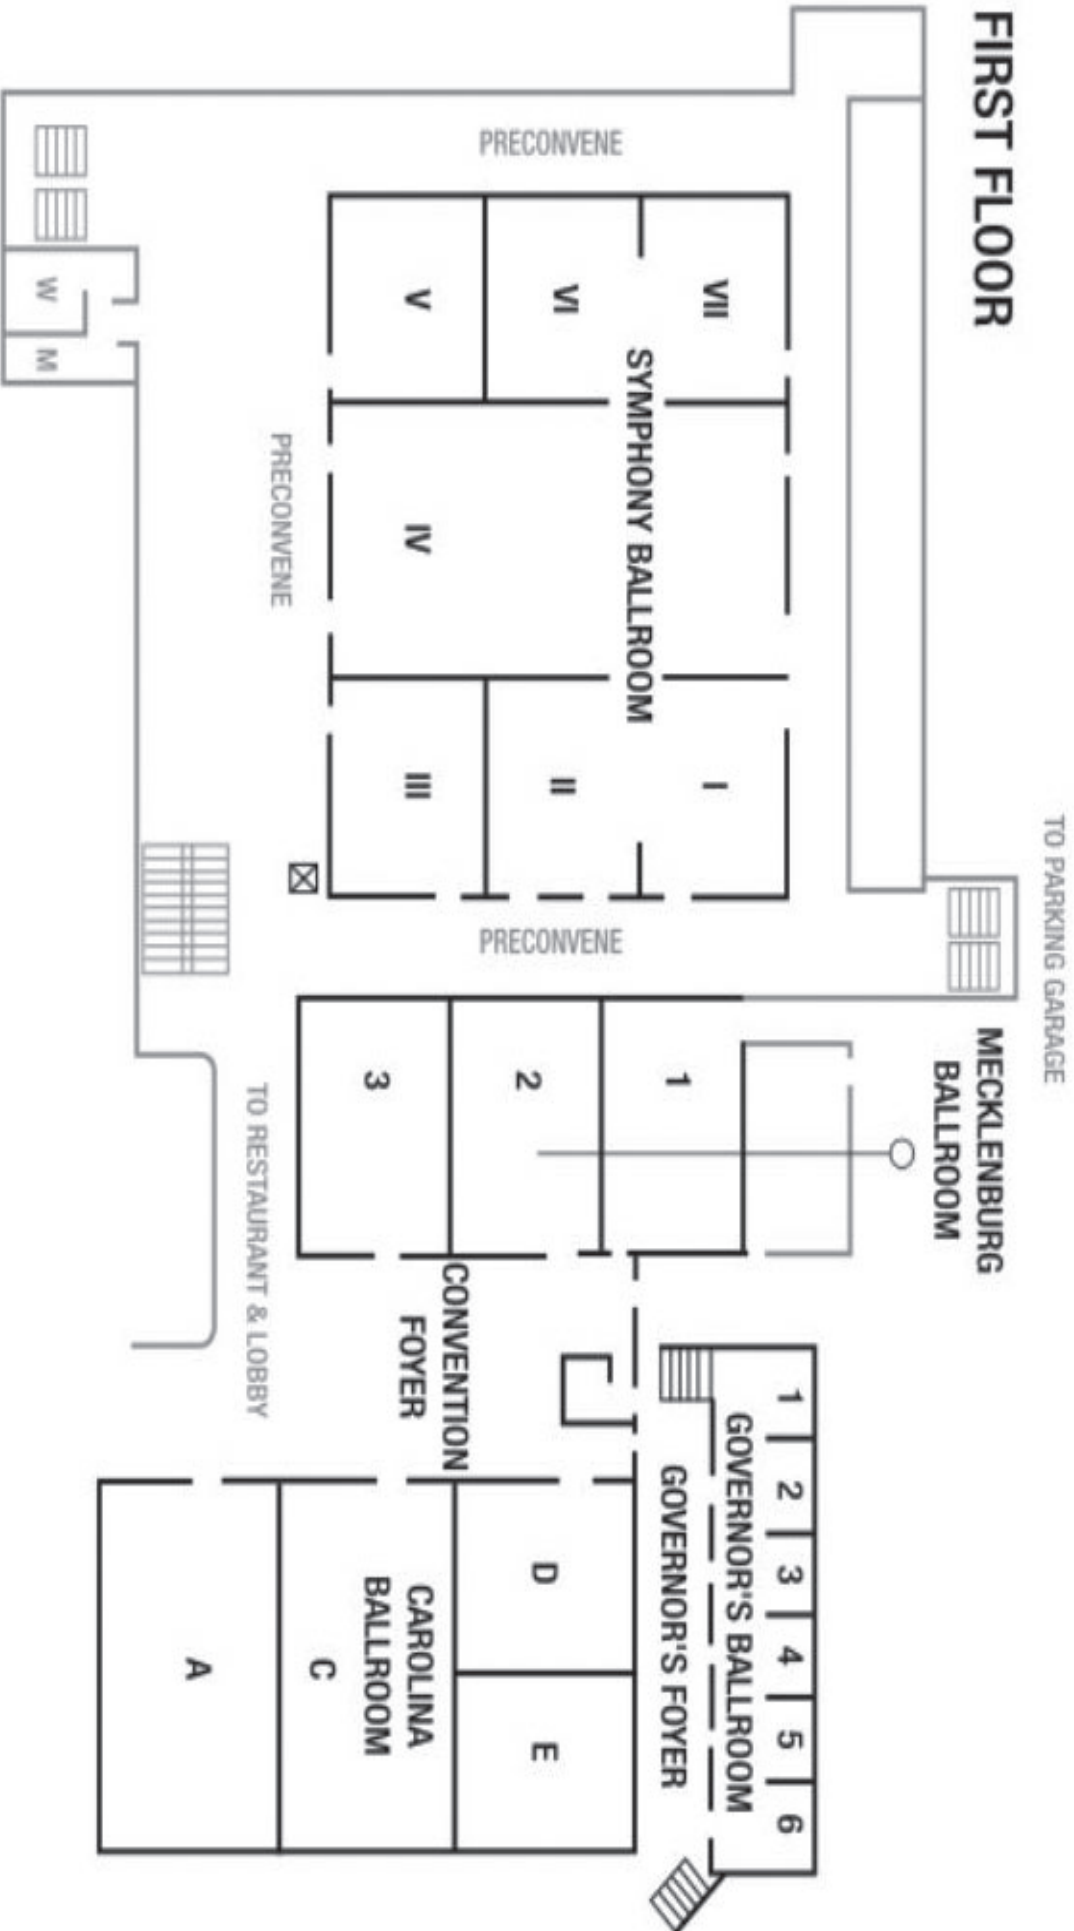 FIRST FLOOR
TO PARKING GARAGE
MECKLENBURG
BALLROOM
PRECONVENE
VII
VI
V
SYMPHONY BALLROOM
IV
I
II
III
PRECONVENE
PRECONVENE
W
M
1
2
3
TO RESTAURANT & LOBBY
CONVENTION
FOYER
1
2
3
4
5
6
GOVERNOR'S BALLROOM
GOVERNOR'S FOYER
D
E
CAROLINA
BALLROOM
C
A